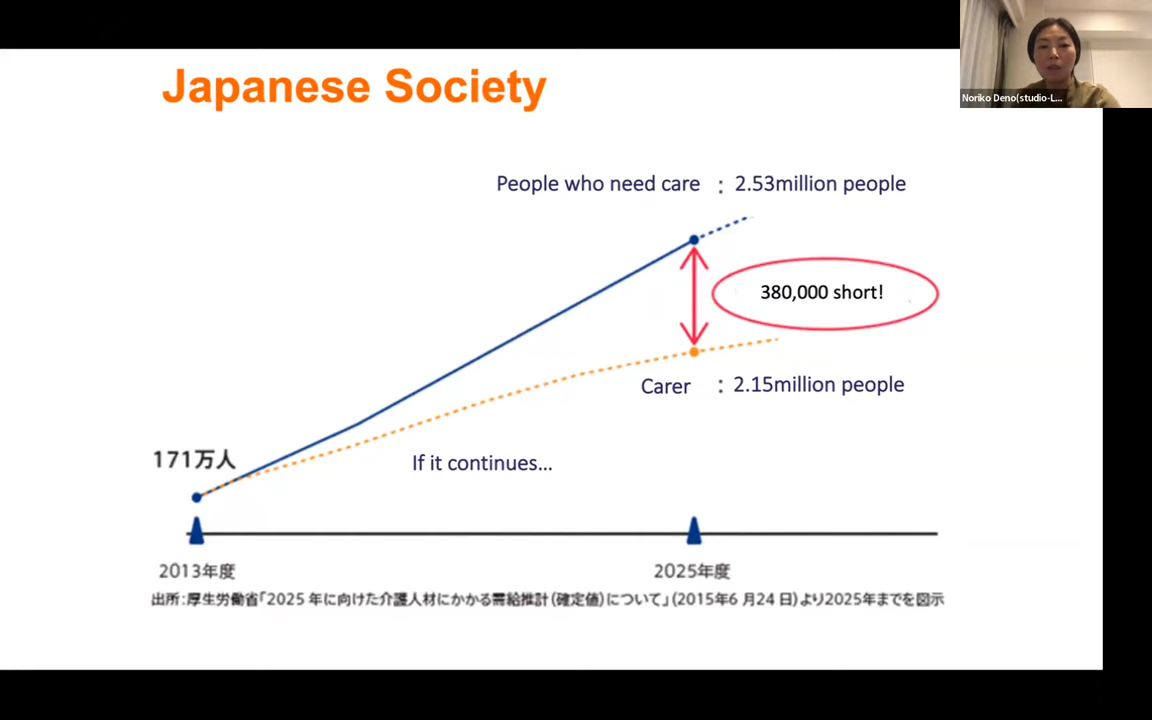 Japanese Society
Noriko Deno(studio-L...
People who need care : 2.53million people
380,000 short!
Carer : 2.15million people
171万人
If it continues...
2013年度
2025年度
出所:厚生労働省「2025 年に向けた介護人材にかかる需給推計(確定値)について」(2015年6 月24 日)より2025年までを図示